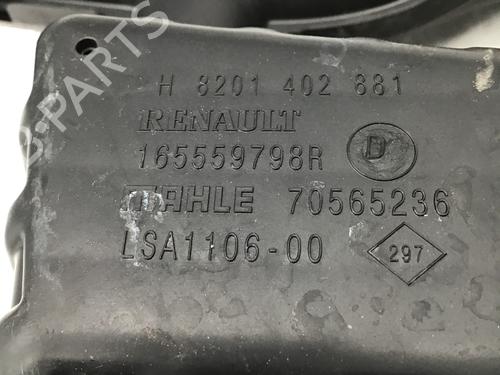 H 8201 402 881
RENAULT
165559798R D
MAHLE 70565236
LSA1106-00 297
B-PARTS